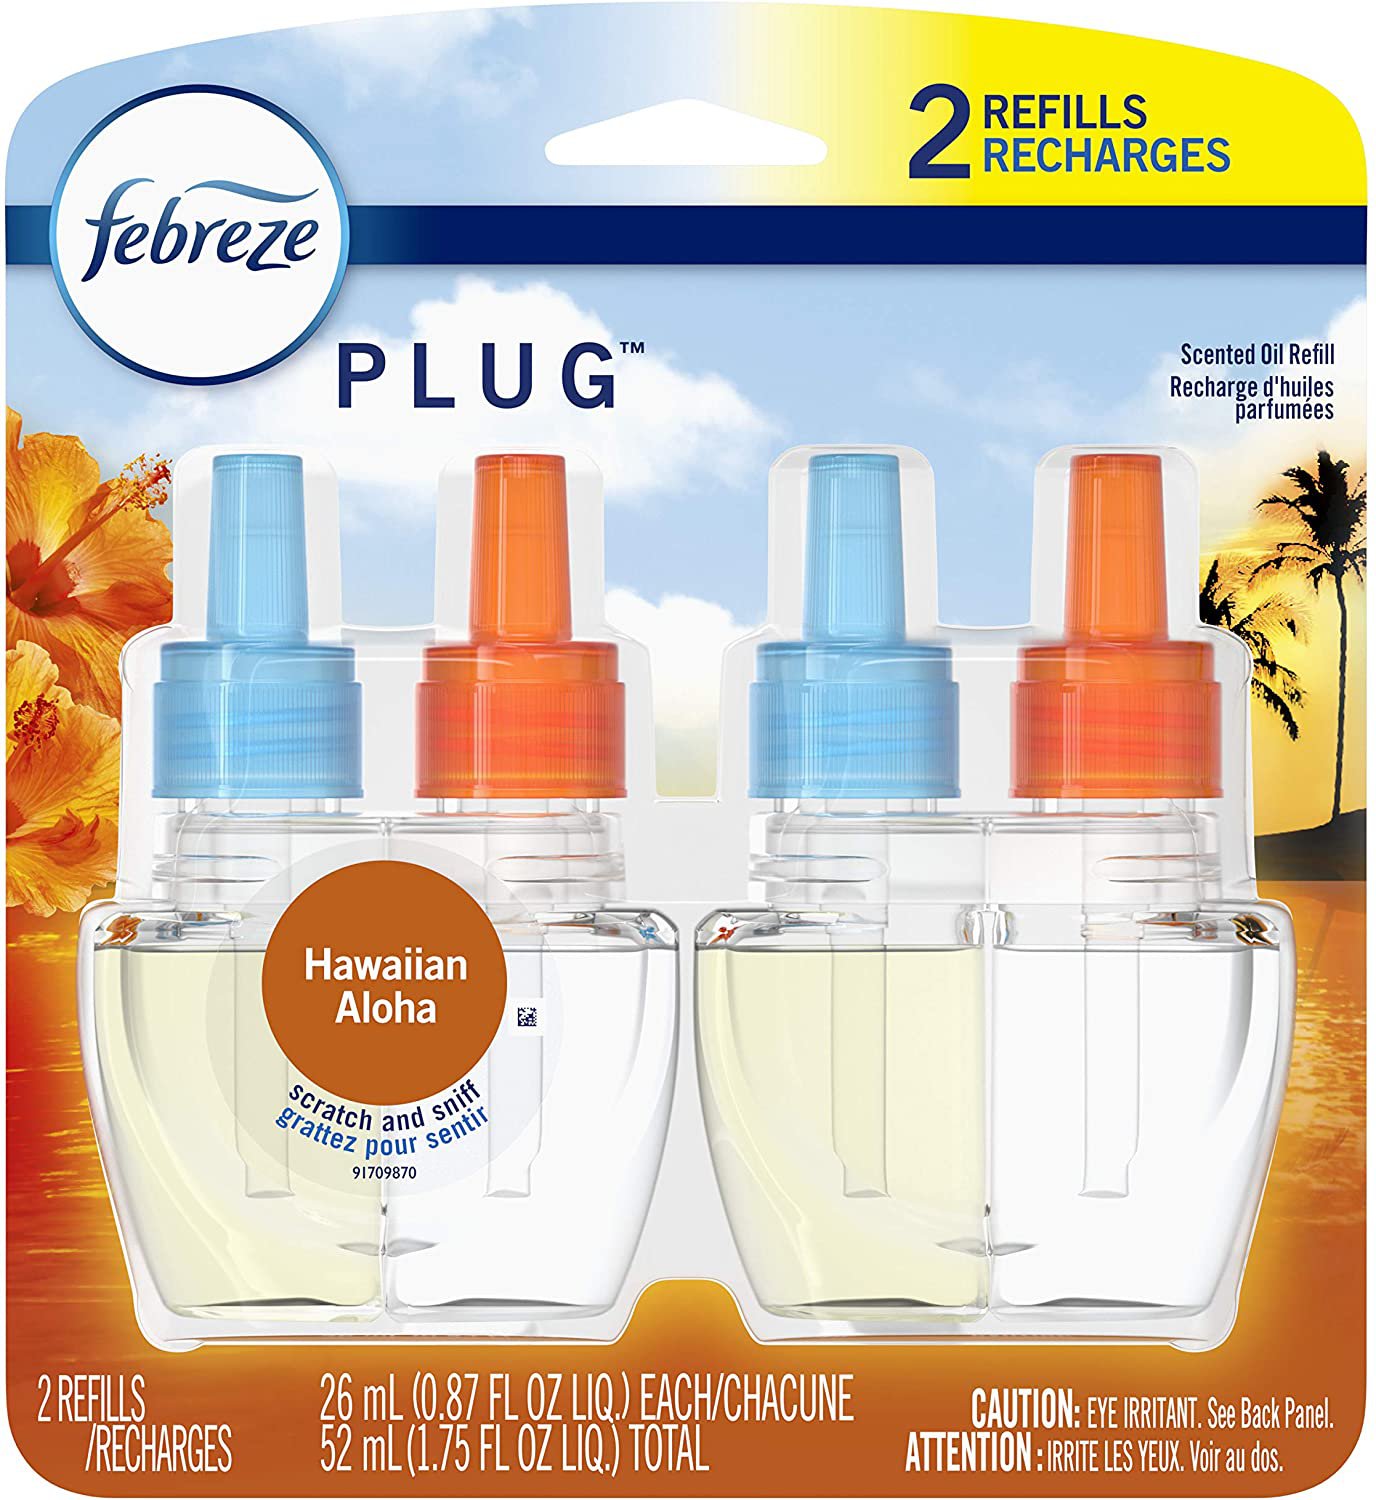 febreze
2 REFILLS
RECHARGES
PLUG™
Scented Oil Refill
Recharge d'huiles
parfumées
Hawaiian
Aloha
scratch and sniff
grattez pour sentir
91709870
2 REFILLS
/RECHARGES
26 mL (0.87 FL OZ LIQ.) EACH/CHACUNE
52 mL (1.75 FL OZ LIQ.) TOTAL
CAUTION: EYE IRRITANT. See Back Panel.
ATTENTION : IRRITE LES YEUX. Voir au dos.